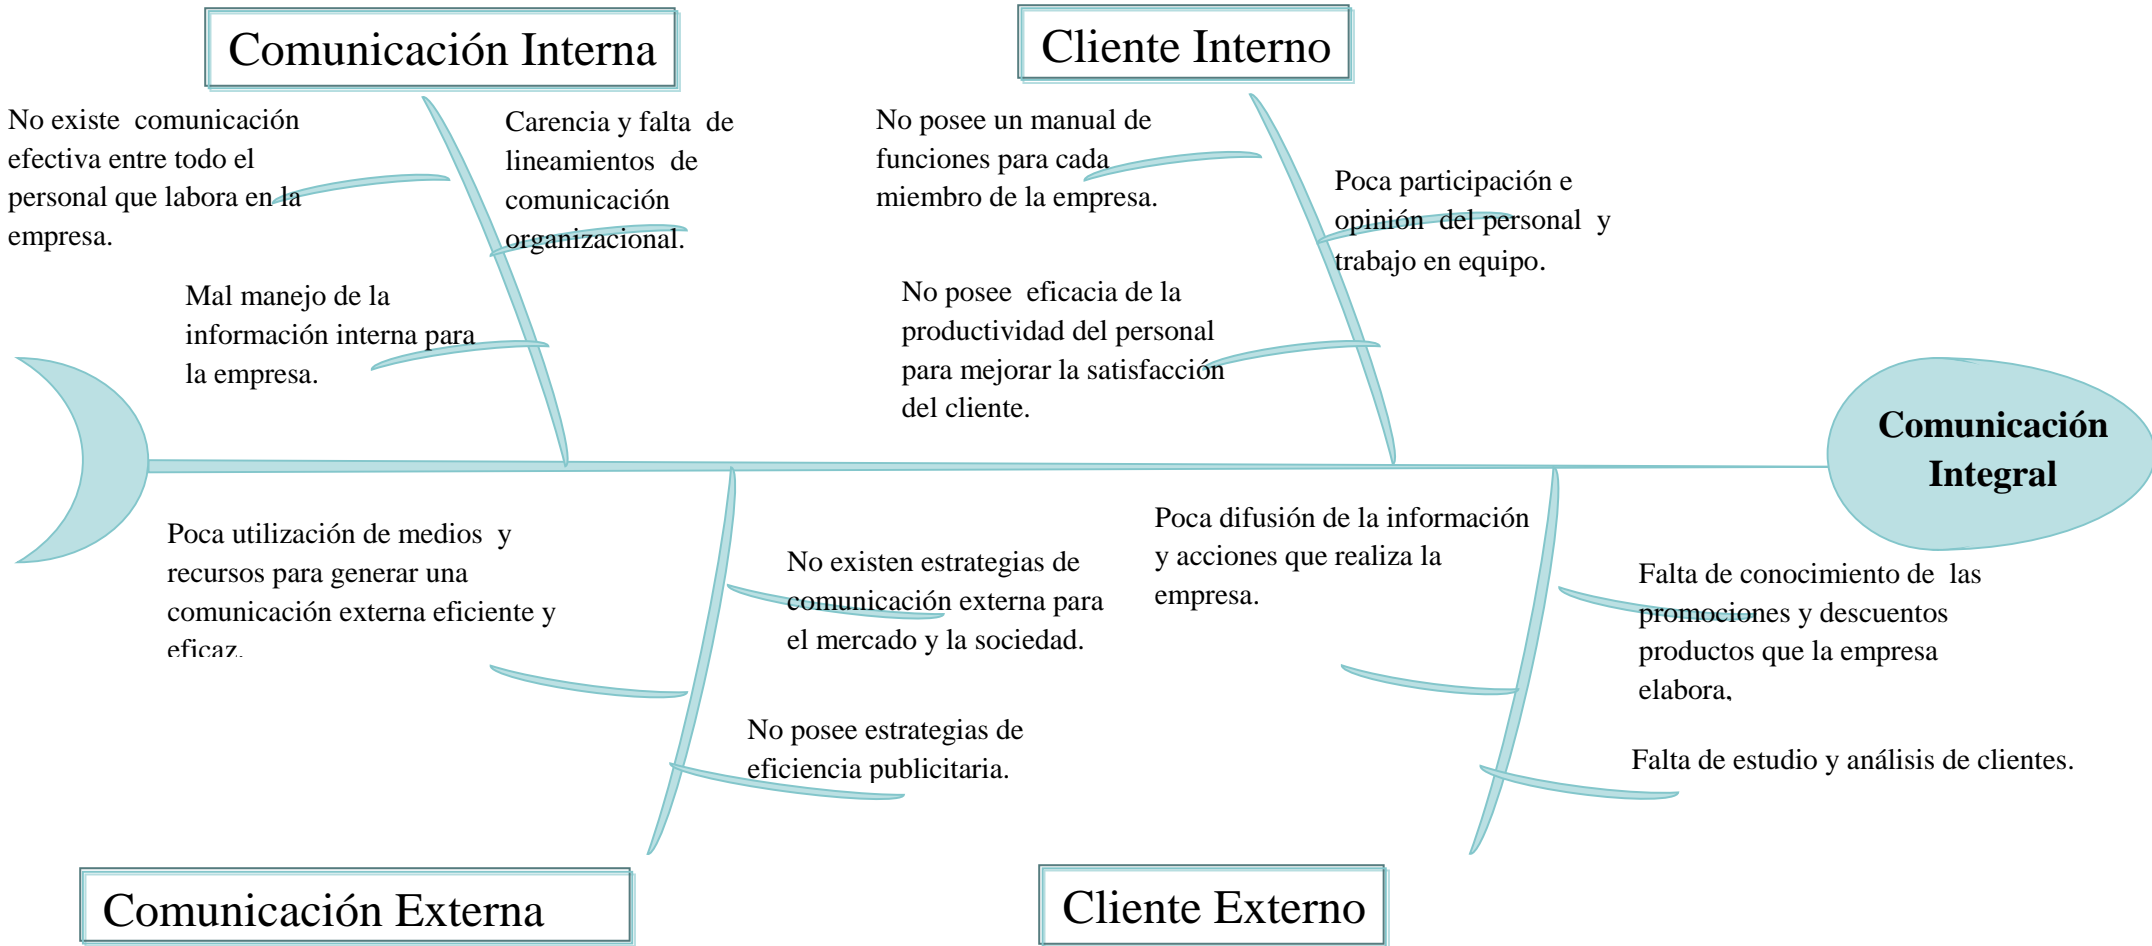 Comunicación Interna
Cliente Interno
No existe comunicación
efectiva entre todo el
personal que labora en la
empresa.
Carencia y falta de
lineamientos de
comunicación
organizacional.
Mal manejo de la
información interna para
la empresa.
No posee un manual de
funciones para cada
miembro de la empresa.
Poca participación e
opinión del personal y
trabajo en equipo.
No posee eficacia de la
productividad del personal
para mejorar la satisfacción
del cliente.
Comunicación
Integral
Poca utilización de medios y
recursos para generar una
comunicación externa eficiente y
eficaz.
No existen estrategias de
comunicación externa para
el mercado y la sociedad.
No posee estrategias de
eficiencia publicitaria.
Poca difusión de la información
y acciones que realiza la
empresa.
Falta de conocimiento de las
promociones y descuentos
productos que la empresa
elabora,
Falta de estudio y análisis de clientes.
Comunicación Externa
Cliente Externo